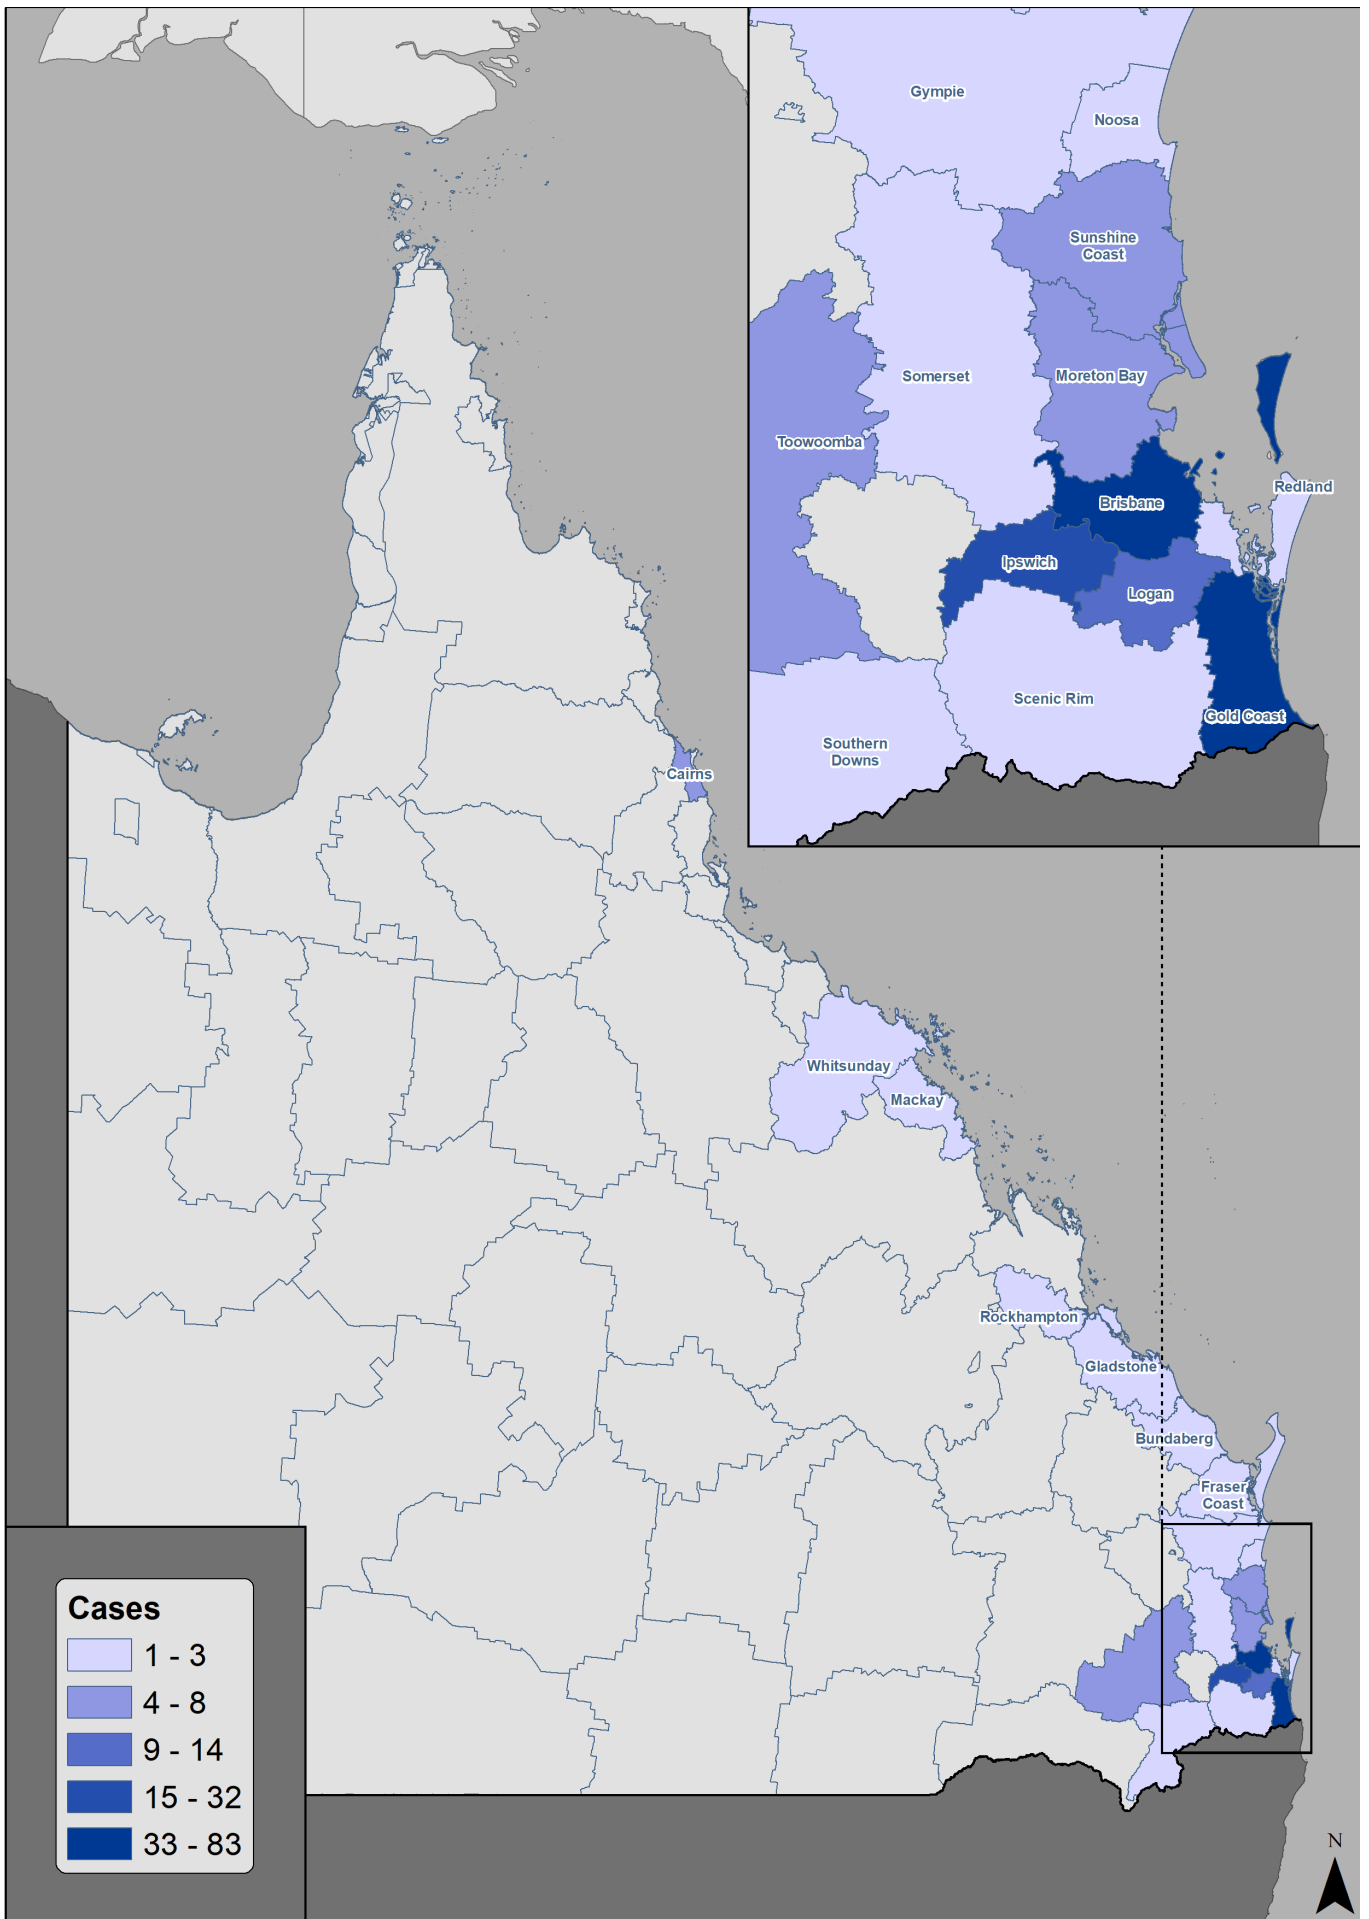 Gympie
Noosa
Sunshine
Coast
Somerset
Moreton Bay
Toowoomba
Redland
Brisbane
Ipswich
Logan
Scenic Rim
Gold Coast
Southern
Downs
Cairns
Whitsunday
Mackay
Rockhampton
Gladstone
Bundaberg
Fraser
Coast
Cases
1 - 3
4 - 8
9 - 14
15 - 32
33 - 83
N